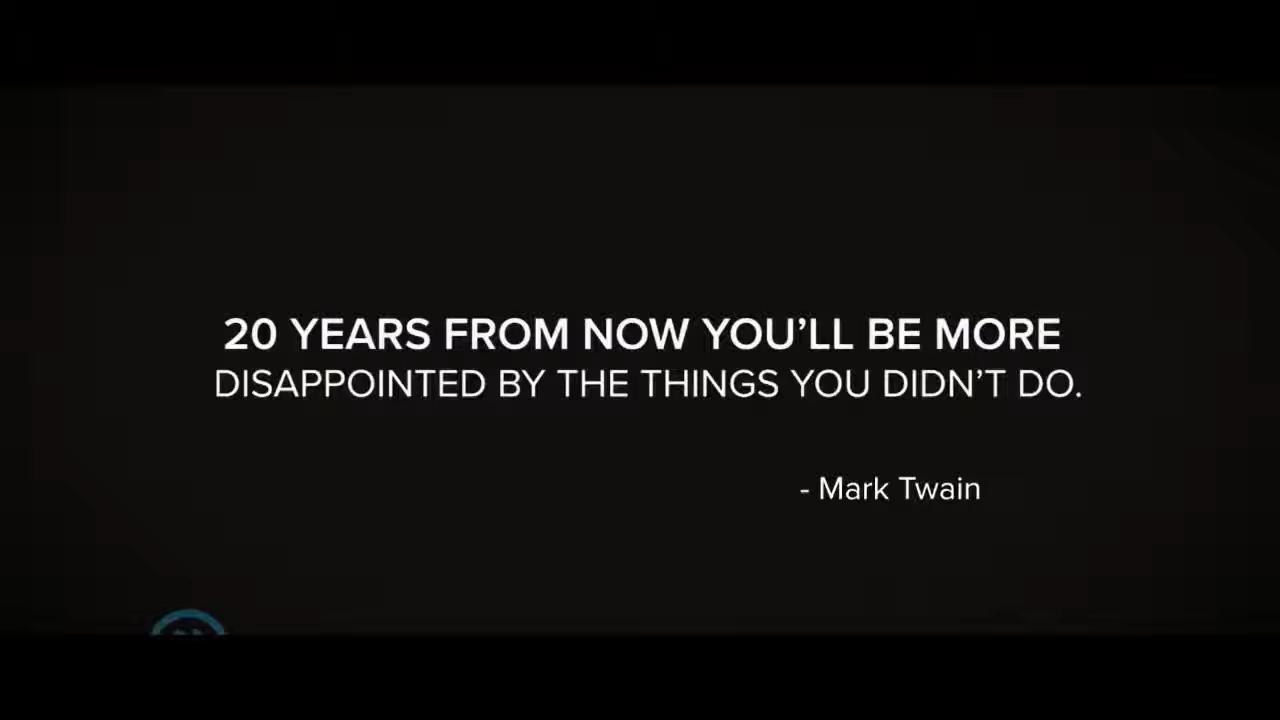 20 YEARS FROM NOW YOU’LL BE MORE
DISAPPOINTED BY THE THINGS YOU DIDN’T DO.
- Mark Twain